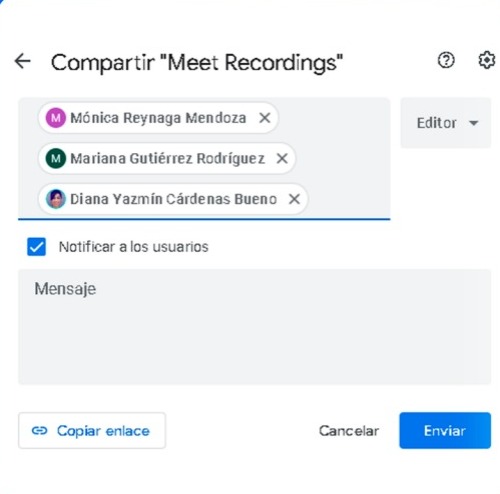 Compartir "Meet Recordings"
M Mónica Reynaga Mendoza
Editor
M Mariana Gutiérrez Rodríguez
Diana Yazmín Cárdenas Bueno
Notificar a los usuarios
Mensaje
Copiar enlace
Cancelar
Enviar